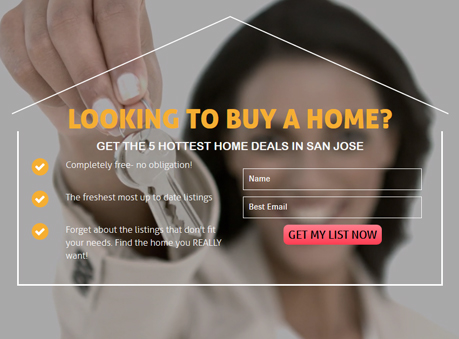 LOOKING TO BUY A HOME?
GET THE 5 HOTTEST HOME DEALS IN SAN JOSE
Completely free- no obligation!
The freshest most up to date listings
Forget about the listings that don't fit
your needs. Find the home you REALLY
want!
Name
Best Email
GET MY LIST NOW